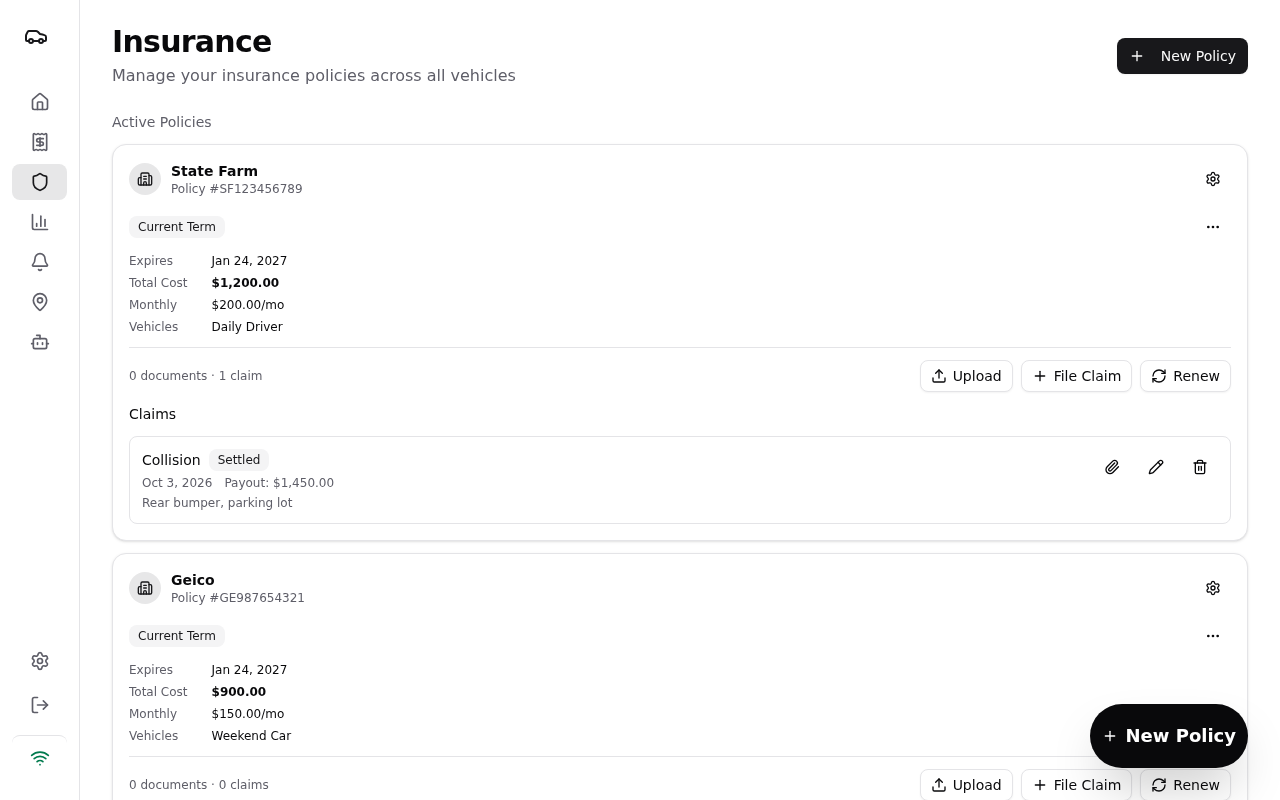 Insurance
Manage your insurance policies across all vehicles
New Policy
Active Policies
State Farm
Policy #SF123456789
Current Term
Expires Jan 24, 2027
Total Cost $1,200.00
Monthly $200.00/mo
Vehicles Daily Driver
0 documents · 1 claim
Upload
File Claim
Renew
Claims
Collision Settled
Oct 3, 2026 Payout: $1,450.00
Rear bumper, parking lot
Geico
Policy #GE987654321
Current Term
Expires Jan 24, 2027
Total Cost $900.00
Monthly $150.00/mo
Vehicles Weekend Car
New Policy
0 documents · 0 claims
Upload
File Claim
Renew